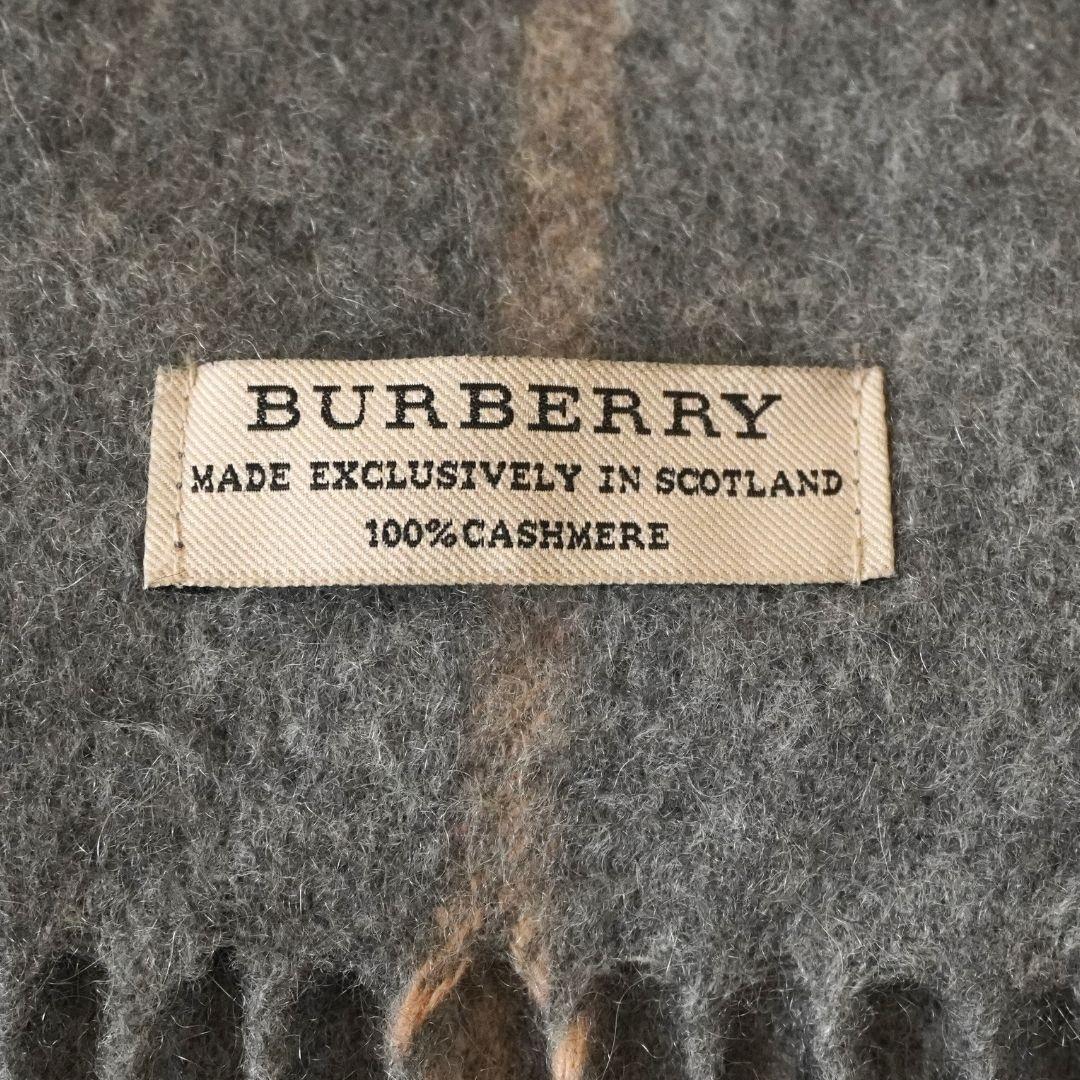 BURBERRY
MADE EXCLUSIVELY IN SCOTLAND
100%CASHMERE